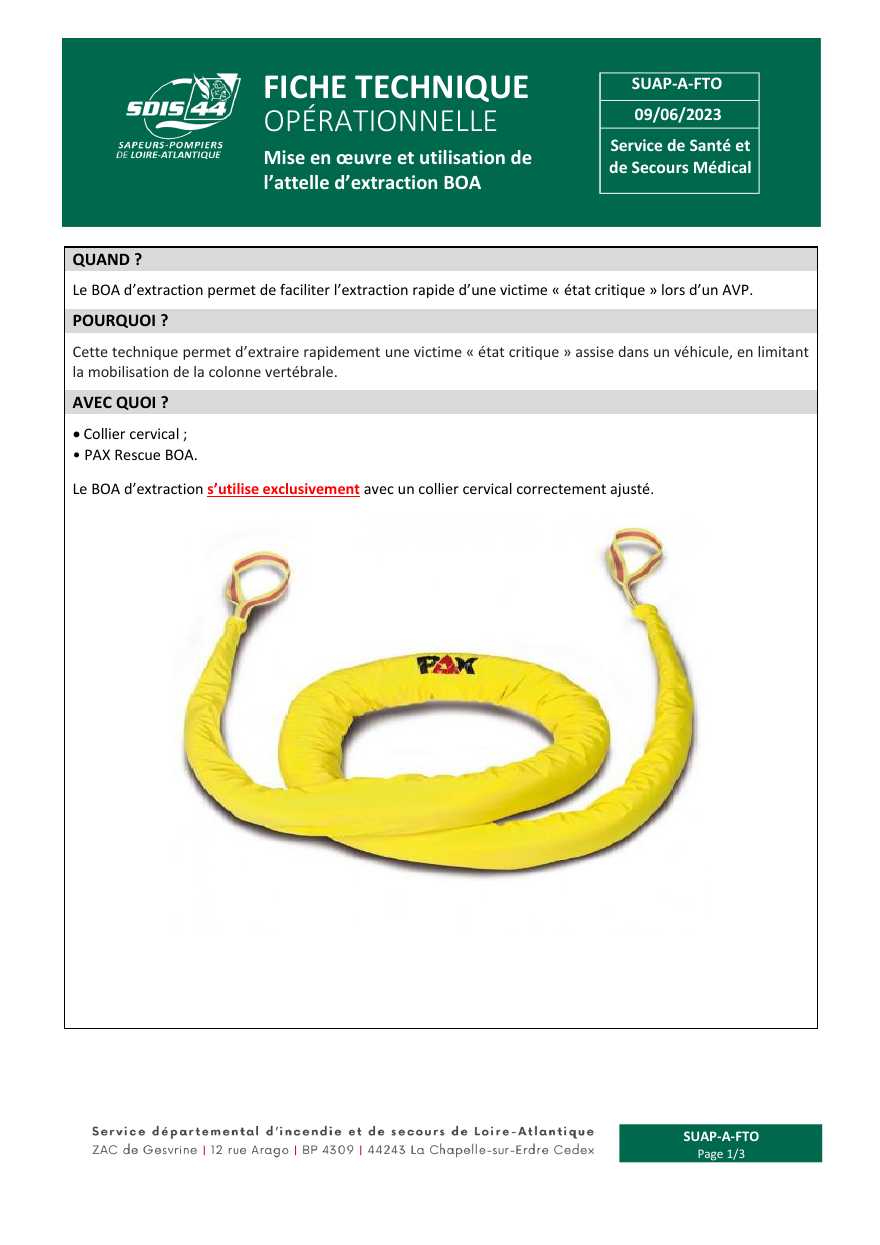 SDIS 44
SAPEURS-POMPIERS
DE LOIRE-ATLANTIQUE
FICHE TECHNIQUE
OPÉRATIONNELLE
Mise en œuvre et utilisation de
l’attelle d’extraction BOA
SUAP-A-FTO
09/06/2023
Service de Santé et
de Secours Médical
QUAND ?
Le BOA d’extraction permet de faciliter l’extraction rapide d’une victime « état critique » lors d’un AVP.
POURQUOI ?
Cette technique permet d’extraire rapidement une victime « état critique » assise dans un véhicule, en limitant
la mobilisation de la colonne vertébrale.
AVEC QUOI ?
• Collier cervical ;
• PAX Rescue BOA.
Le BOA d’extraction s’utilise exclusivement avec un collier cervical correctement ajusté.
PAX
Service départemental d’incendie et de secours de Loire-Atlantique
ZAC de Gesvrine | 12 rue Arago | BP 4309 | 44243 La Chapelle-sur-Erdre Cedex
SUAP-A-FTO
Page 1/3